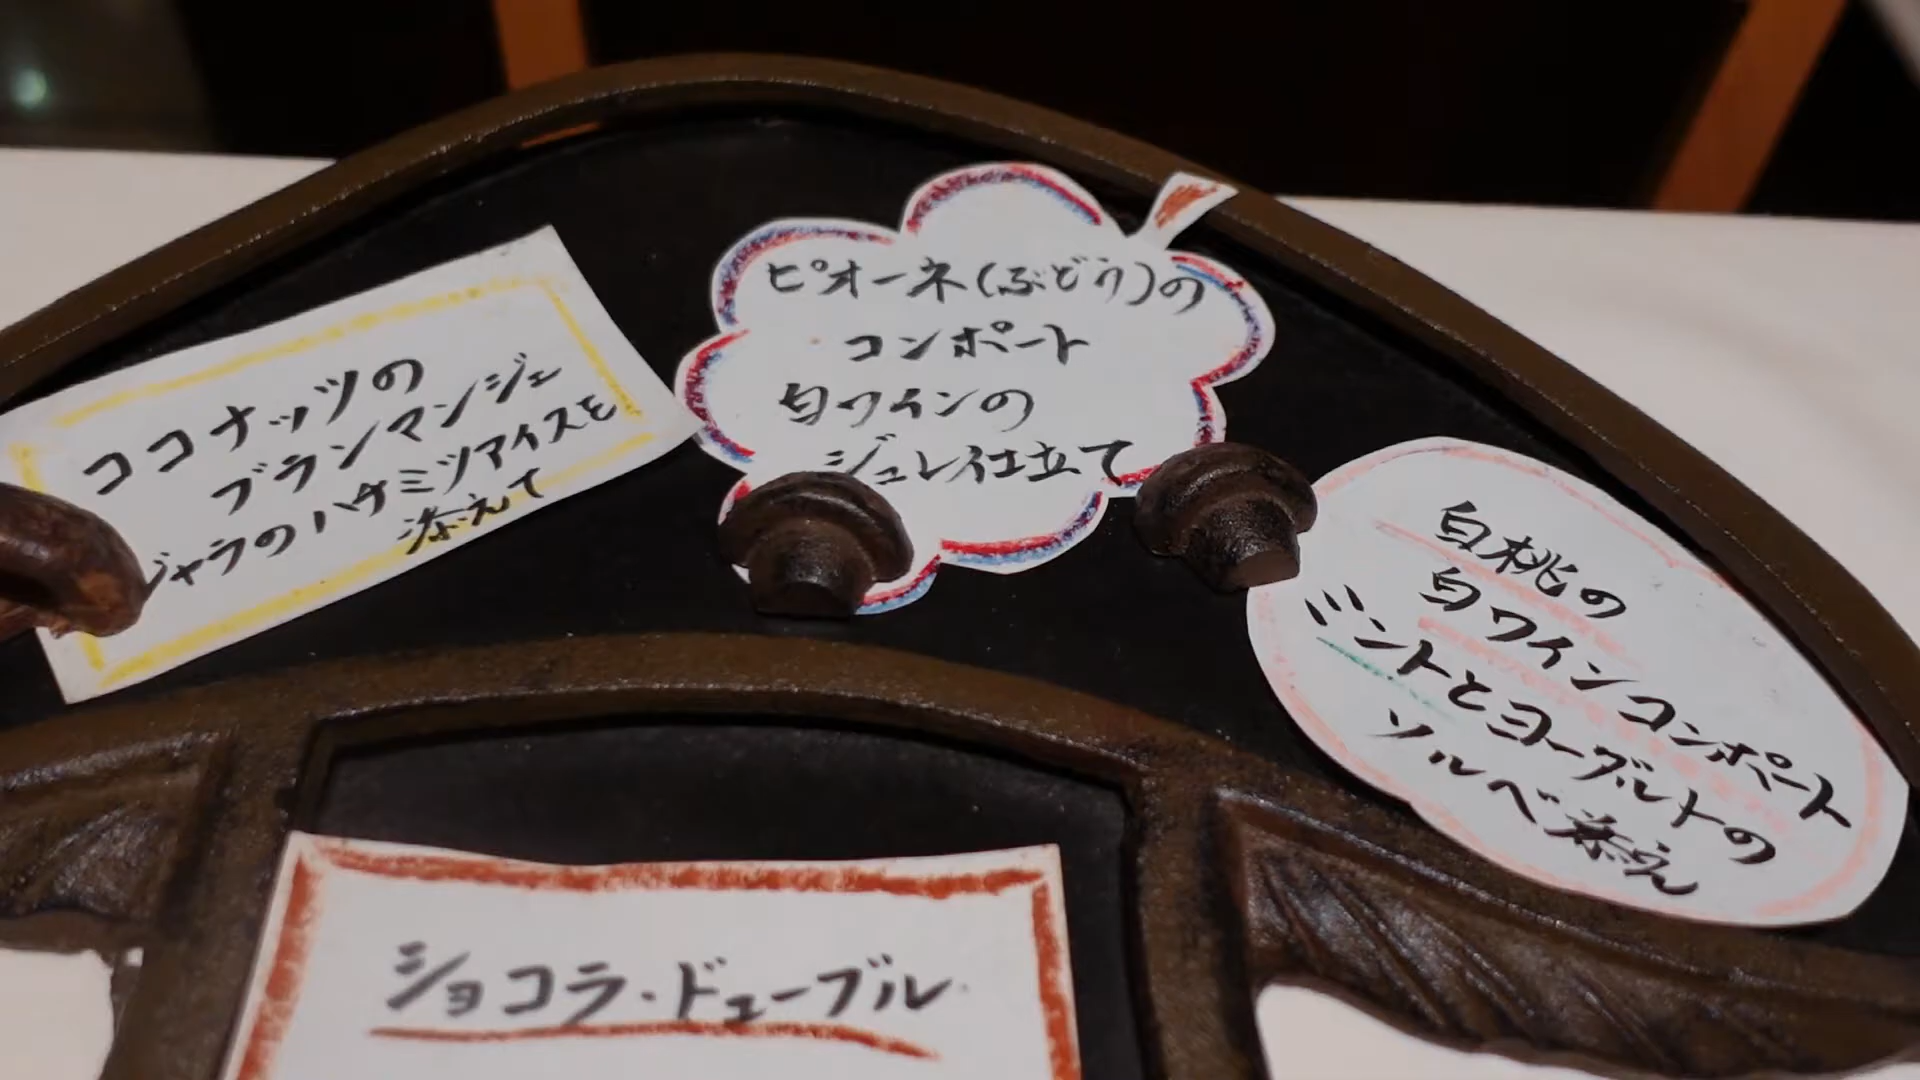 ココナッツの
ブランマンジェ
ジャラのハチミツアイスを
添えて
ピオーネ(ぶどう)の
コンポート
白ワインの
ジュレ仕立て
白桃の
白ワインコンポート
ミントとヨーグルトの
ソルベ添え
ショコラ・ドゥーブル